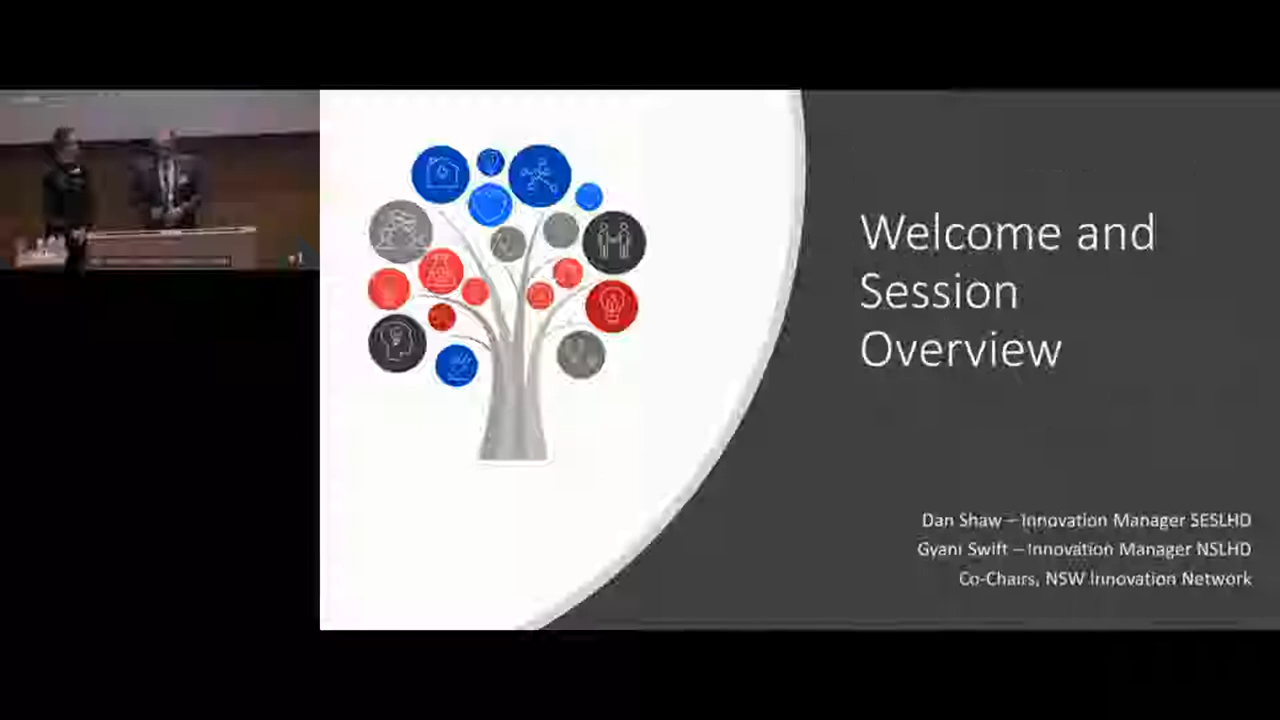 Welcome and
Session
Overview
Dan Shaw – Innovation Manager SESLHD
Gyani Swift – Innovation Manager NSLHD
Co-Chairs, NSW Innovation Network